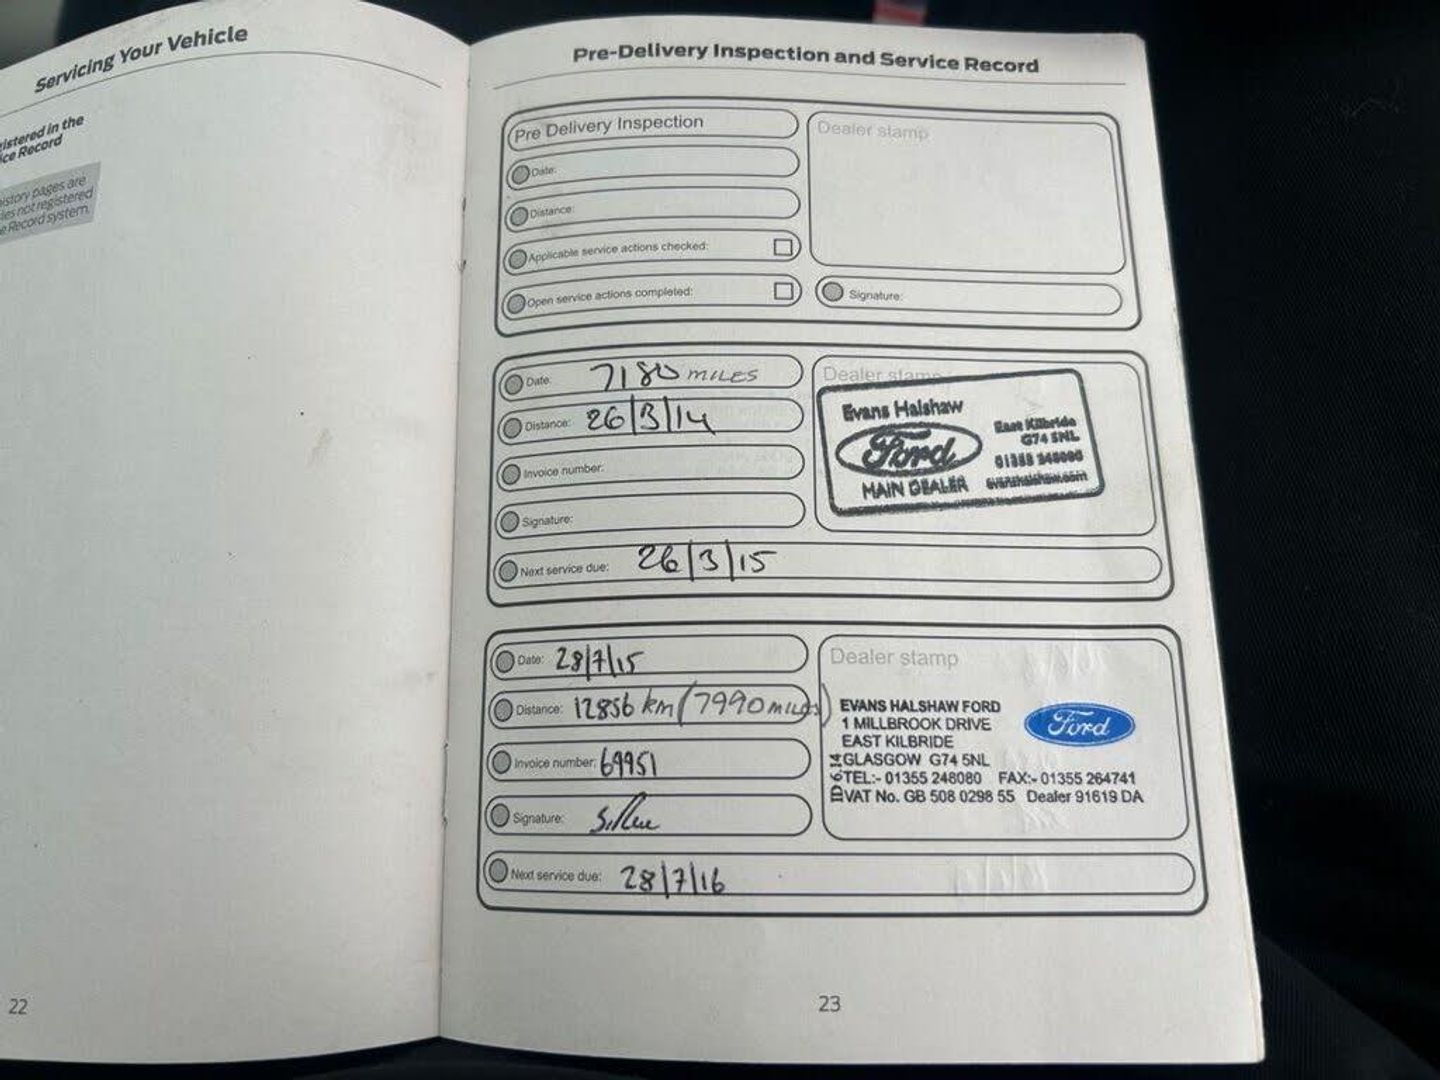 Servicing Your Vehicle
gistered in the
ice Record
istory pages are
les not registered
e Record system.
22
Pre-Delivery Inspection and Service Record
Pre Delivery Inspection
Date:
Distance:
Applicable service actions checked:
Open service actions completed:
Dealer stamp
Signature:
Date: 7180 MILES
Distance: 26/3/14
Invoice number:
Signature:
Next service due: 26/3/15
Dealer stamp
Evans Halshaw
Ford
MAIN DEALER
East Kilbride
G74 5NL
01355 248080
evanshalshaw.com
Date: 28/7/15
Distance: 12856 km (7990 MILES)
Invoice number: 69951
Signature:
Next service due: 28/7/16
Dealer stamp
EVANS HALSHAW FORD
1 MILLBROOK DRIVE
EAST KILBRIDE
GLASGOW G74 5NL
TEL:- 01355 248080 FAX:- 01355 264741
VAT No. GB 508 0298 55 Dealer 91619 DA
Ford
23